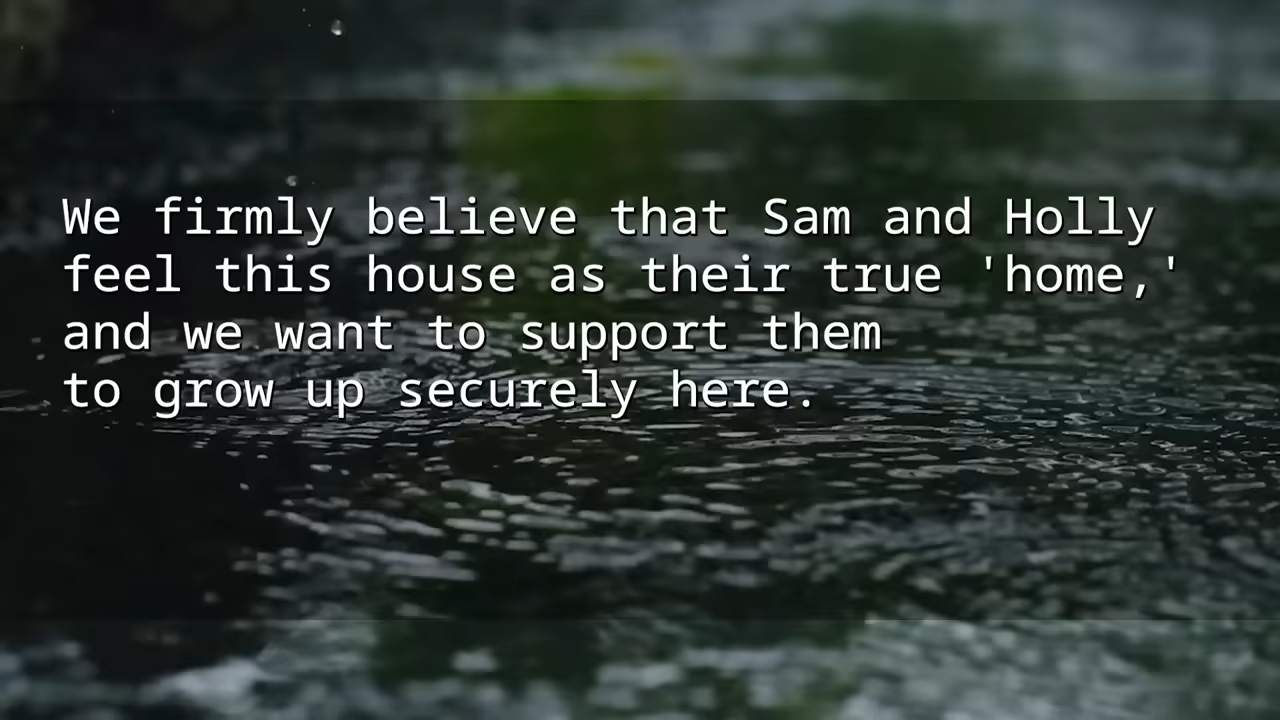 We firmly believe that Sam and Holly
feel this house as their true 'home,'
and we want to support them
to grow up securely here.